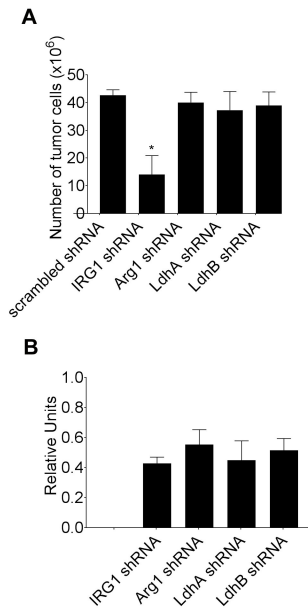 A
Number of tumor cells (x10⁶)
50
40
30
20
10
0
*
scrambled shRNA
IRG1 shRNA
Arg1 shRNA
LdhA shRNA
LdhB shRNA
B
Relative Units
1.0
0.8
0.6
0.4
0.2
0.0
IRG1 shRNA
Arg1 shRNA
LdhA shRNA
LdhB shRNA